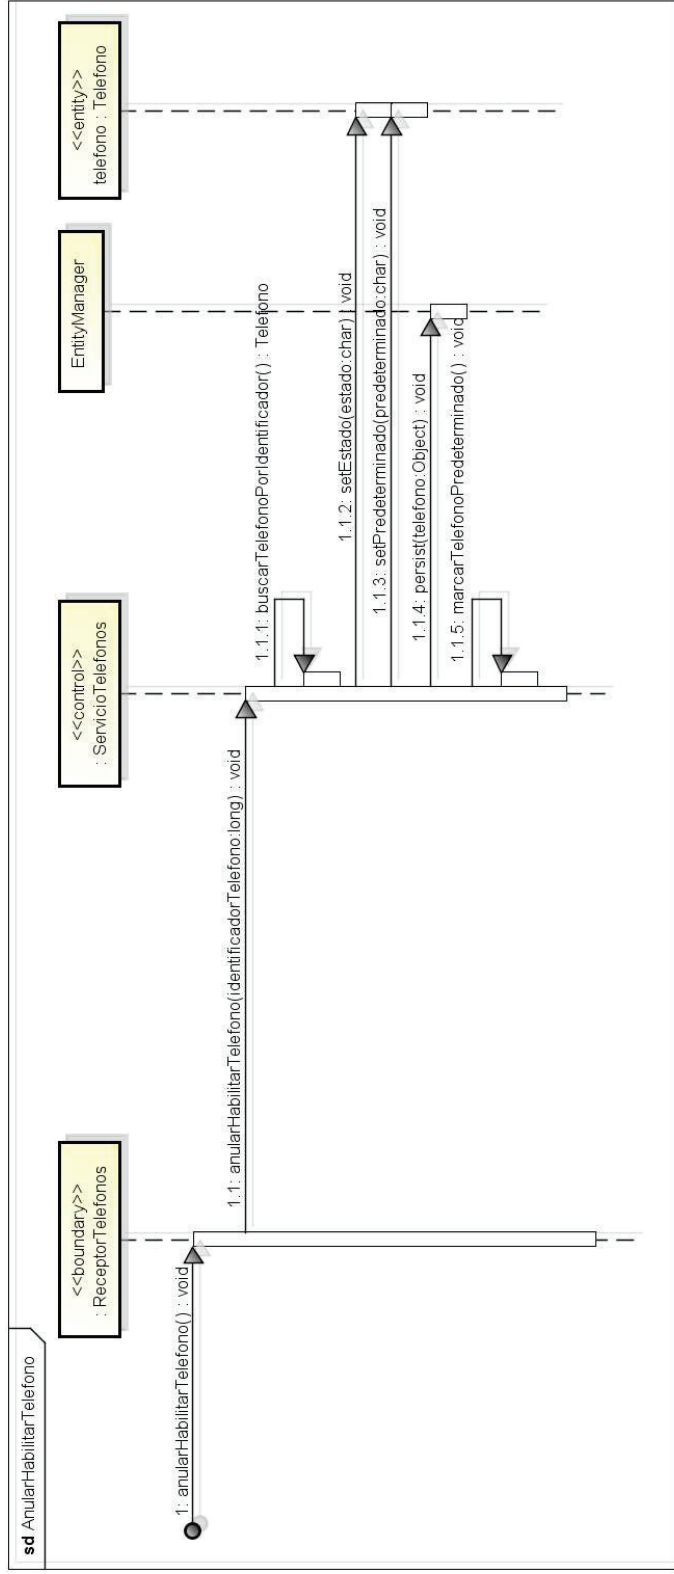 sd AnularHabilitarTelefono
<<boundary>>
: ReceptorTelefonos
<<control>>
: ServicioTelefonos
EntityManager
<<entity>>
telefono : Telefono
1: anularHabilitarTelefono() : void
1.1: anularHabilitarTelefono(identificadorTelefono:long) : void
1.1.1: buscarTelefonoPorIdentificador() : Telefono
1.1.2: setEstado(estado:char) : void
1.1.3: setPredeterminado(predeterminado:char) : void
1.1.4: persist(telefono:Object) : void
1.1.5: marcarTelefonoPredeterminado() : void